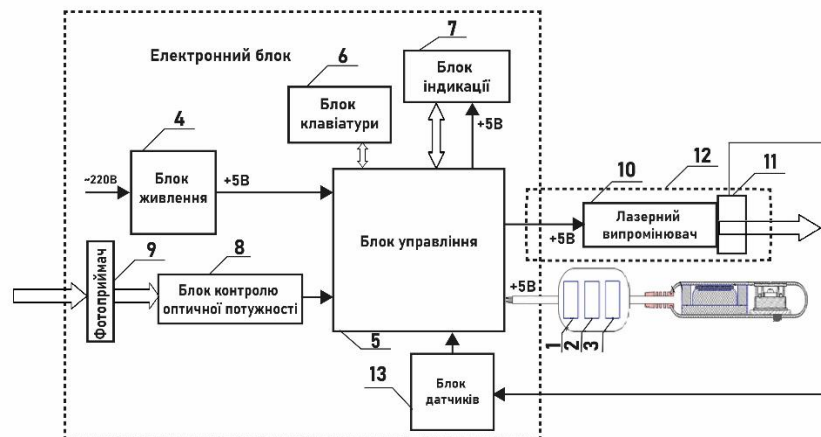 7
6
Електронний блок
Блок
індикації
Блок
клавіатури
4
+5В
12
11
10
~220В
Блок
живлення
+5В
Лазерний
випромінювач
+5В
Блок управління
9
8
Фотоприймач
Блок контролю
оптичної потужності
+5В
5
1
2
3
13
Блок
датчиків